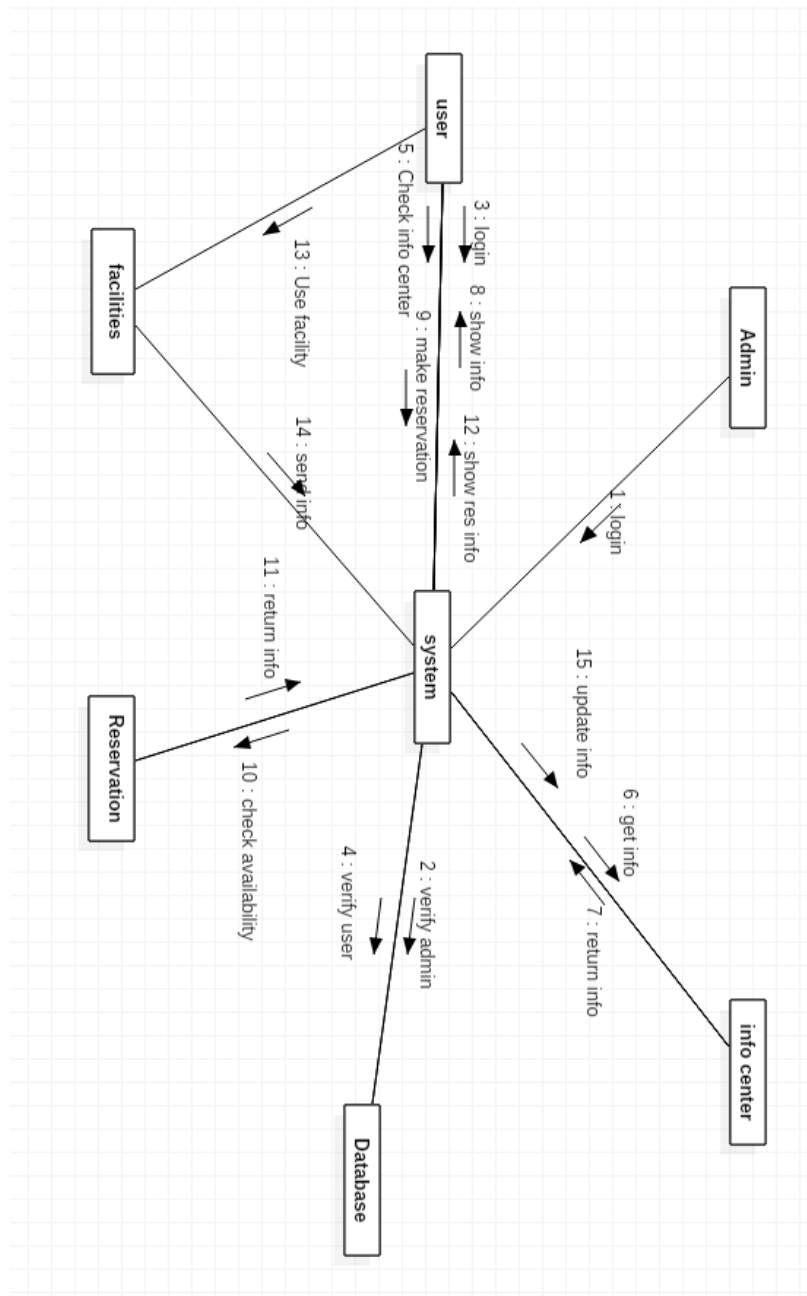 Admin
info center
1 : login
6 : get info
15 : update info
7 : return info
3 : login
8 : show info
12 : show res info
user
system
2 : verify admin
5 : Check info center
9 : make reservation
4 : verify user
Database
13 : Use facility
14 : send info
11 : return info
10 : check availability
facilities
Reservation